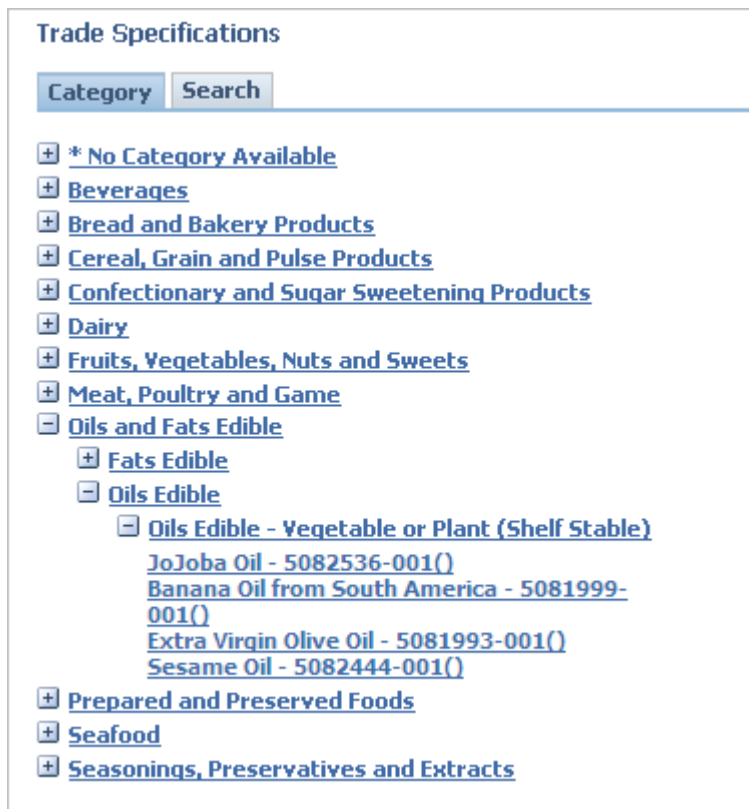 Trade Specifications
Category Search
* No Category Available
Beverages
Bread and Bakery Products
Cereal, Grain and Pulse Products
Confectionary and Sugar Sweetening Products
Dairy
Fruits, Vegetables, Nuts and Sweets
Meat, Poultry and Game
Oils and Fats Edible
Fats Edible
Oils Edible
Oils Edible - Vegetable or Plant (Shelf Stable)
JoJoba Oil - 5082536-001()
Banana Oil from South America - 5081999-
001()
Extra Virgin Olive Oil - 5081993-001()
Sesame Oil - 5082444-001()
Prepared and Preserved Foods
Seafood
Seasonings, Preservatives and Extracts